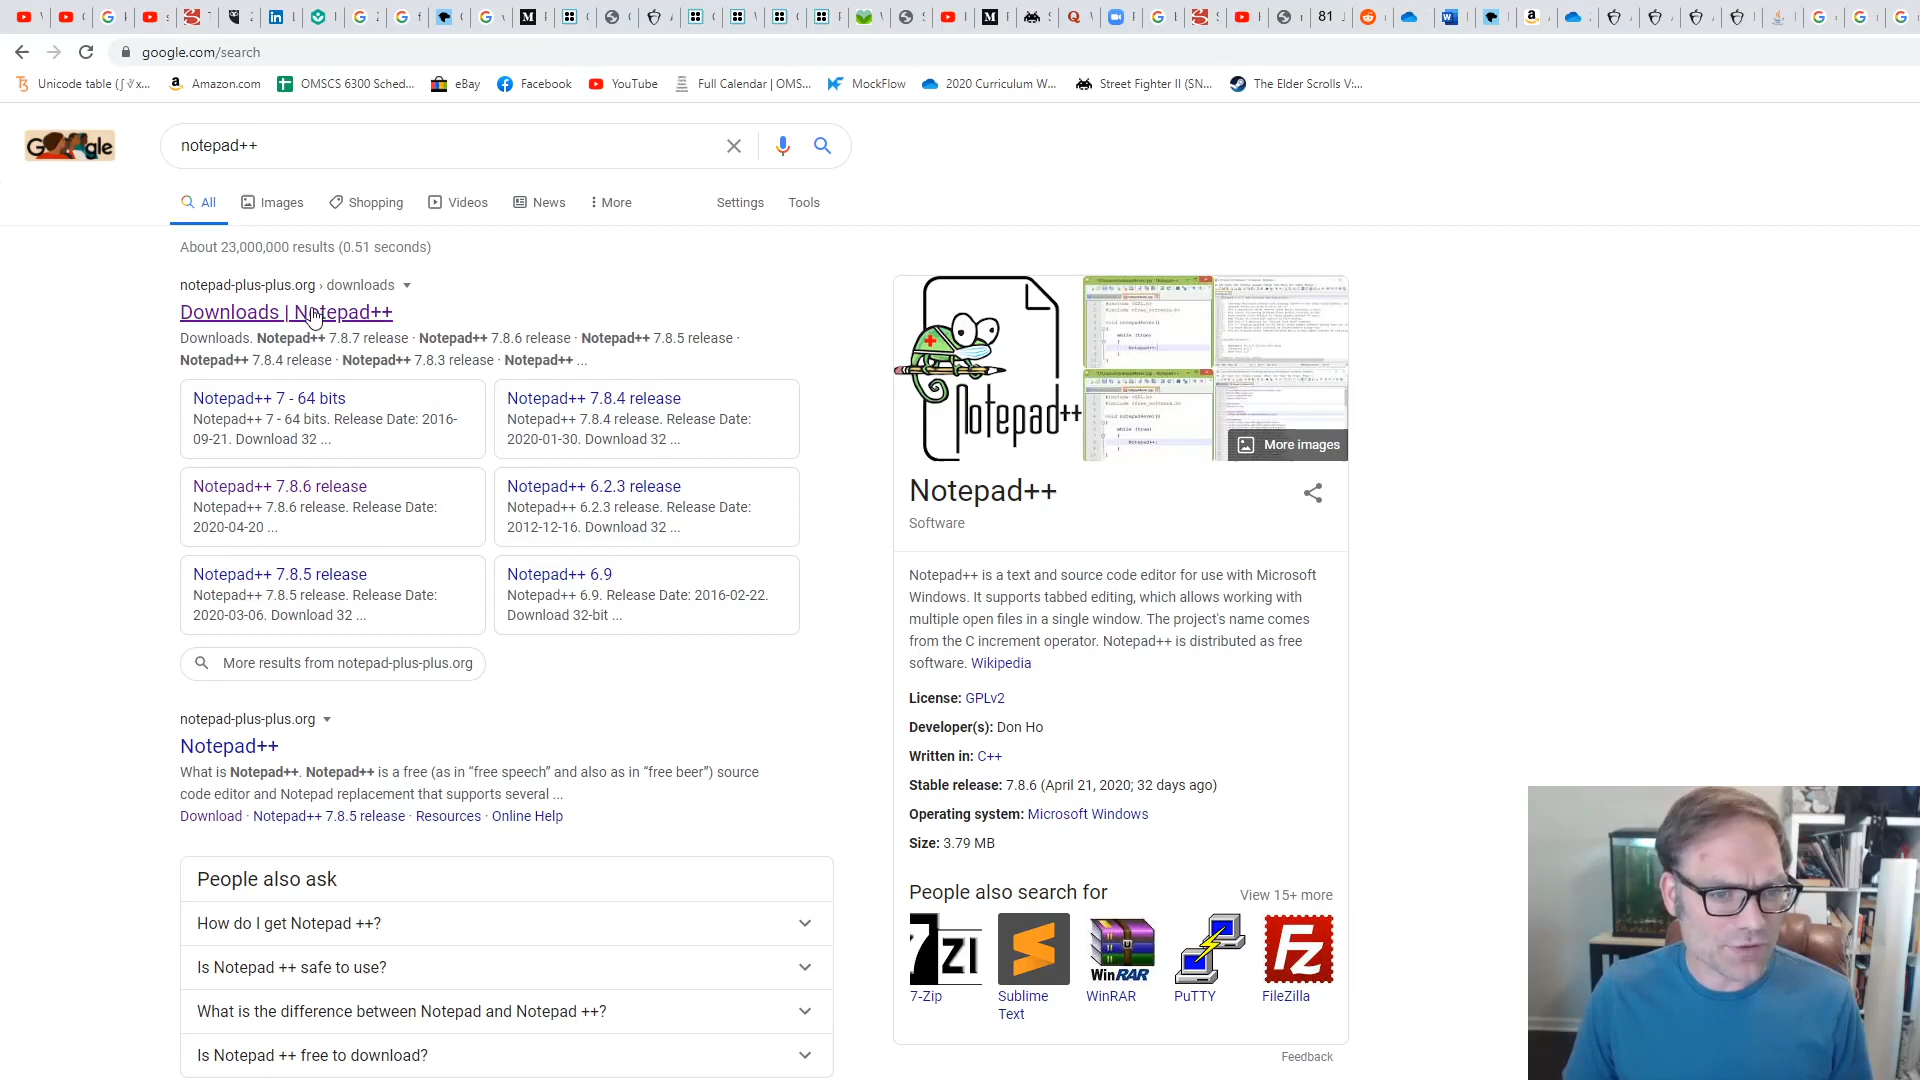 google.com/search
Unicode table (∫√x...
Amazon.com
OMSCS 6300 Sched...
eBay
Facebook
YouTube
Full Calendar | OMS...
MockFlow
2020 Curriculum W...
Street Fighter II (SN...
The Elder Scrolls V:...
notepad++
All
Images
Shopping
Videos
News
More
Settings
Tools
About 23,000,000 results (0.51 seconds)
notepad-plus-plus.org › downloads
Downloads | Notepad++
Downloads. Notepad++ 7.8.7 release · Notepad++ 7.8.6 release · Notepad++ 7.8.5 release ·
Notepad++ 7.8.4 release · Notepad++ 7.8.3 release · Notepad++ ...
Notepad++ 7 - 64 bits
Notepad++ 7 - 64 bits. Release Date: 2016-
09-21. Download 32 ...
Notepad++ 7.8.4 release
Notepad++ 7.8.4 release. Release Date:
2020-01-30. Download 32 ...
Notepad++ 7.8.6 release
Notepad++ 7.8.6 release. Release Date:
2020-04-20 ...
Notepad++ 6.2.3 release
Notepad++ 6.2.3 release. Release Date:
2012-12-16. Download 32 ...
Notepad++ 7.8.5 release
Notepad++ 7.8.5 release. Release Date:
2020-03-06. Download 32 ...
Notepad++ 6.9
Notepad++ 6.9. Release Date: 2016-02-22.
Download 32-bit ...
More results from notepad-plus-plus.org
notepad-plus-plus.org
Notepad++
What is Notepad++. Notepad++ is a free (as in “free speech” and also as in “free beer”) source
code editor and Notepad replacement that supports several ...
Download · Notepad++ 7.8.5 release · Resources · Online Help
People also ask
How do I get Notepad ++?
Is Notepad ++ safe to use?
What is the difference between Notepad and Notepad ++?
Is Notepad ++ free to download?
Notepad++
More images
Notepad++
Software
Notepad++ is a text and source code editor for use with Microsoft
Windows. It supports tabbed editing, which allows working with
multiple open files in a single window. The project's name comes
from the C increment operator. Notepad++ is distributed as free
software. Wikipedia
License: GPLv2
Developer(s): Don Ho
Written in: C++
Stable release: 7.8.6 (April 21, 2020; 32 days ago)
Operating system: Microsoft Windows
Size: 3.79 MB
People also search for
View 15+ more
WinRAR
7-Zip
Sublime
Text
WinRAR
PuTTY
FileZilla
Feedback